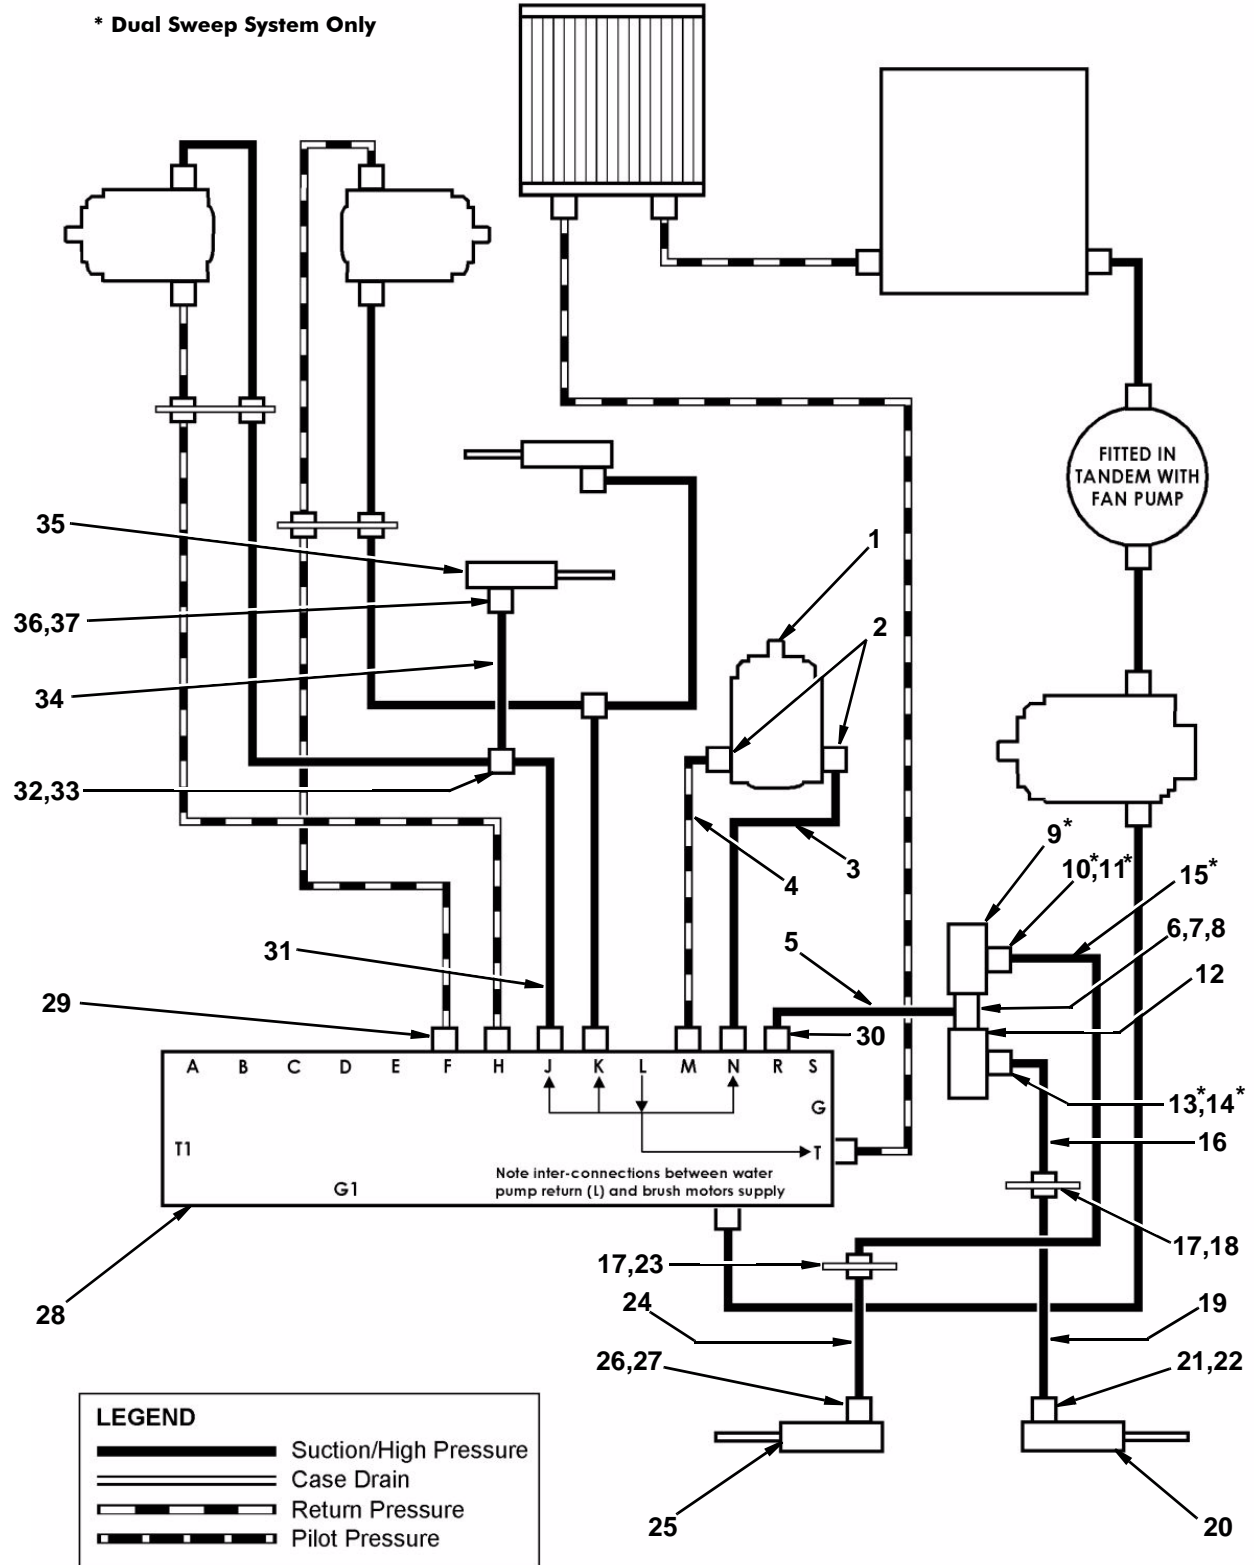 * Dual Sweep System Only
FITTED IN
TANDEM WITH
FAN PUMP
35
1
36,37
2
34
32,33
9*
3
10*,11*
15*
4
6,7,8
31
5
12
29
30
A B C D E F H J K L M N R S
G
13*,14*
T1
T
16
Note inter-connections between water
pump return (L) and brush motors supply
G1
17,18
17,23
28
24
19
26,27
21,22
LEGEND
Suction/High Pressure
Case Drain
Return Pressure
Pilot Pressure
25
20